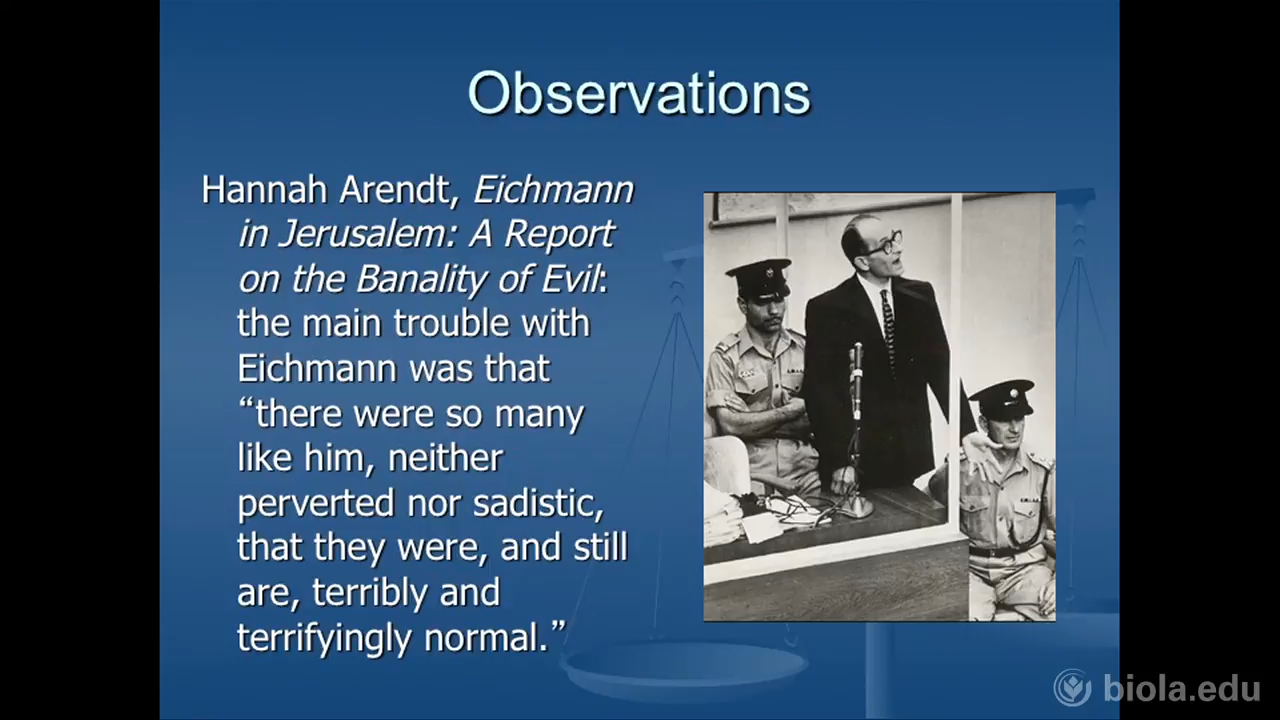 Observations
Hannah Arendt, Eichmann
in Jerusalem: A Report
on the Banality of Evil:
the main trouble with
Eichmann was that
“there were so many
like him, neither
perverted nor sadistic,
that they were, and still
are, terribly and
terrifyingly normal.”
biola.edu